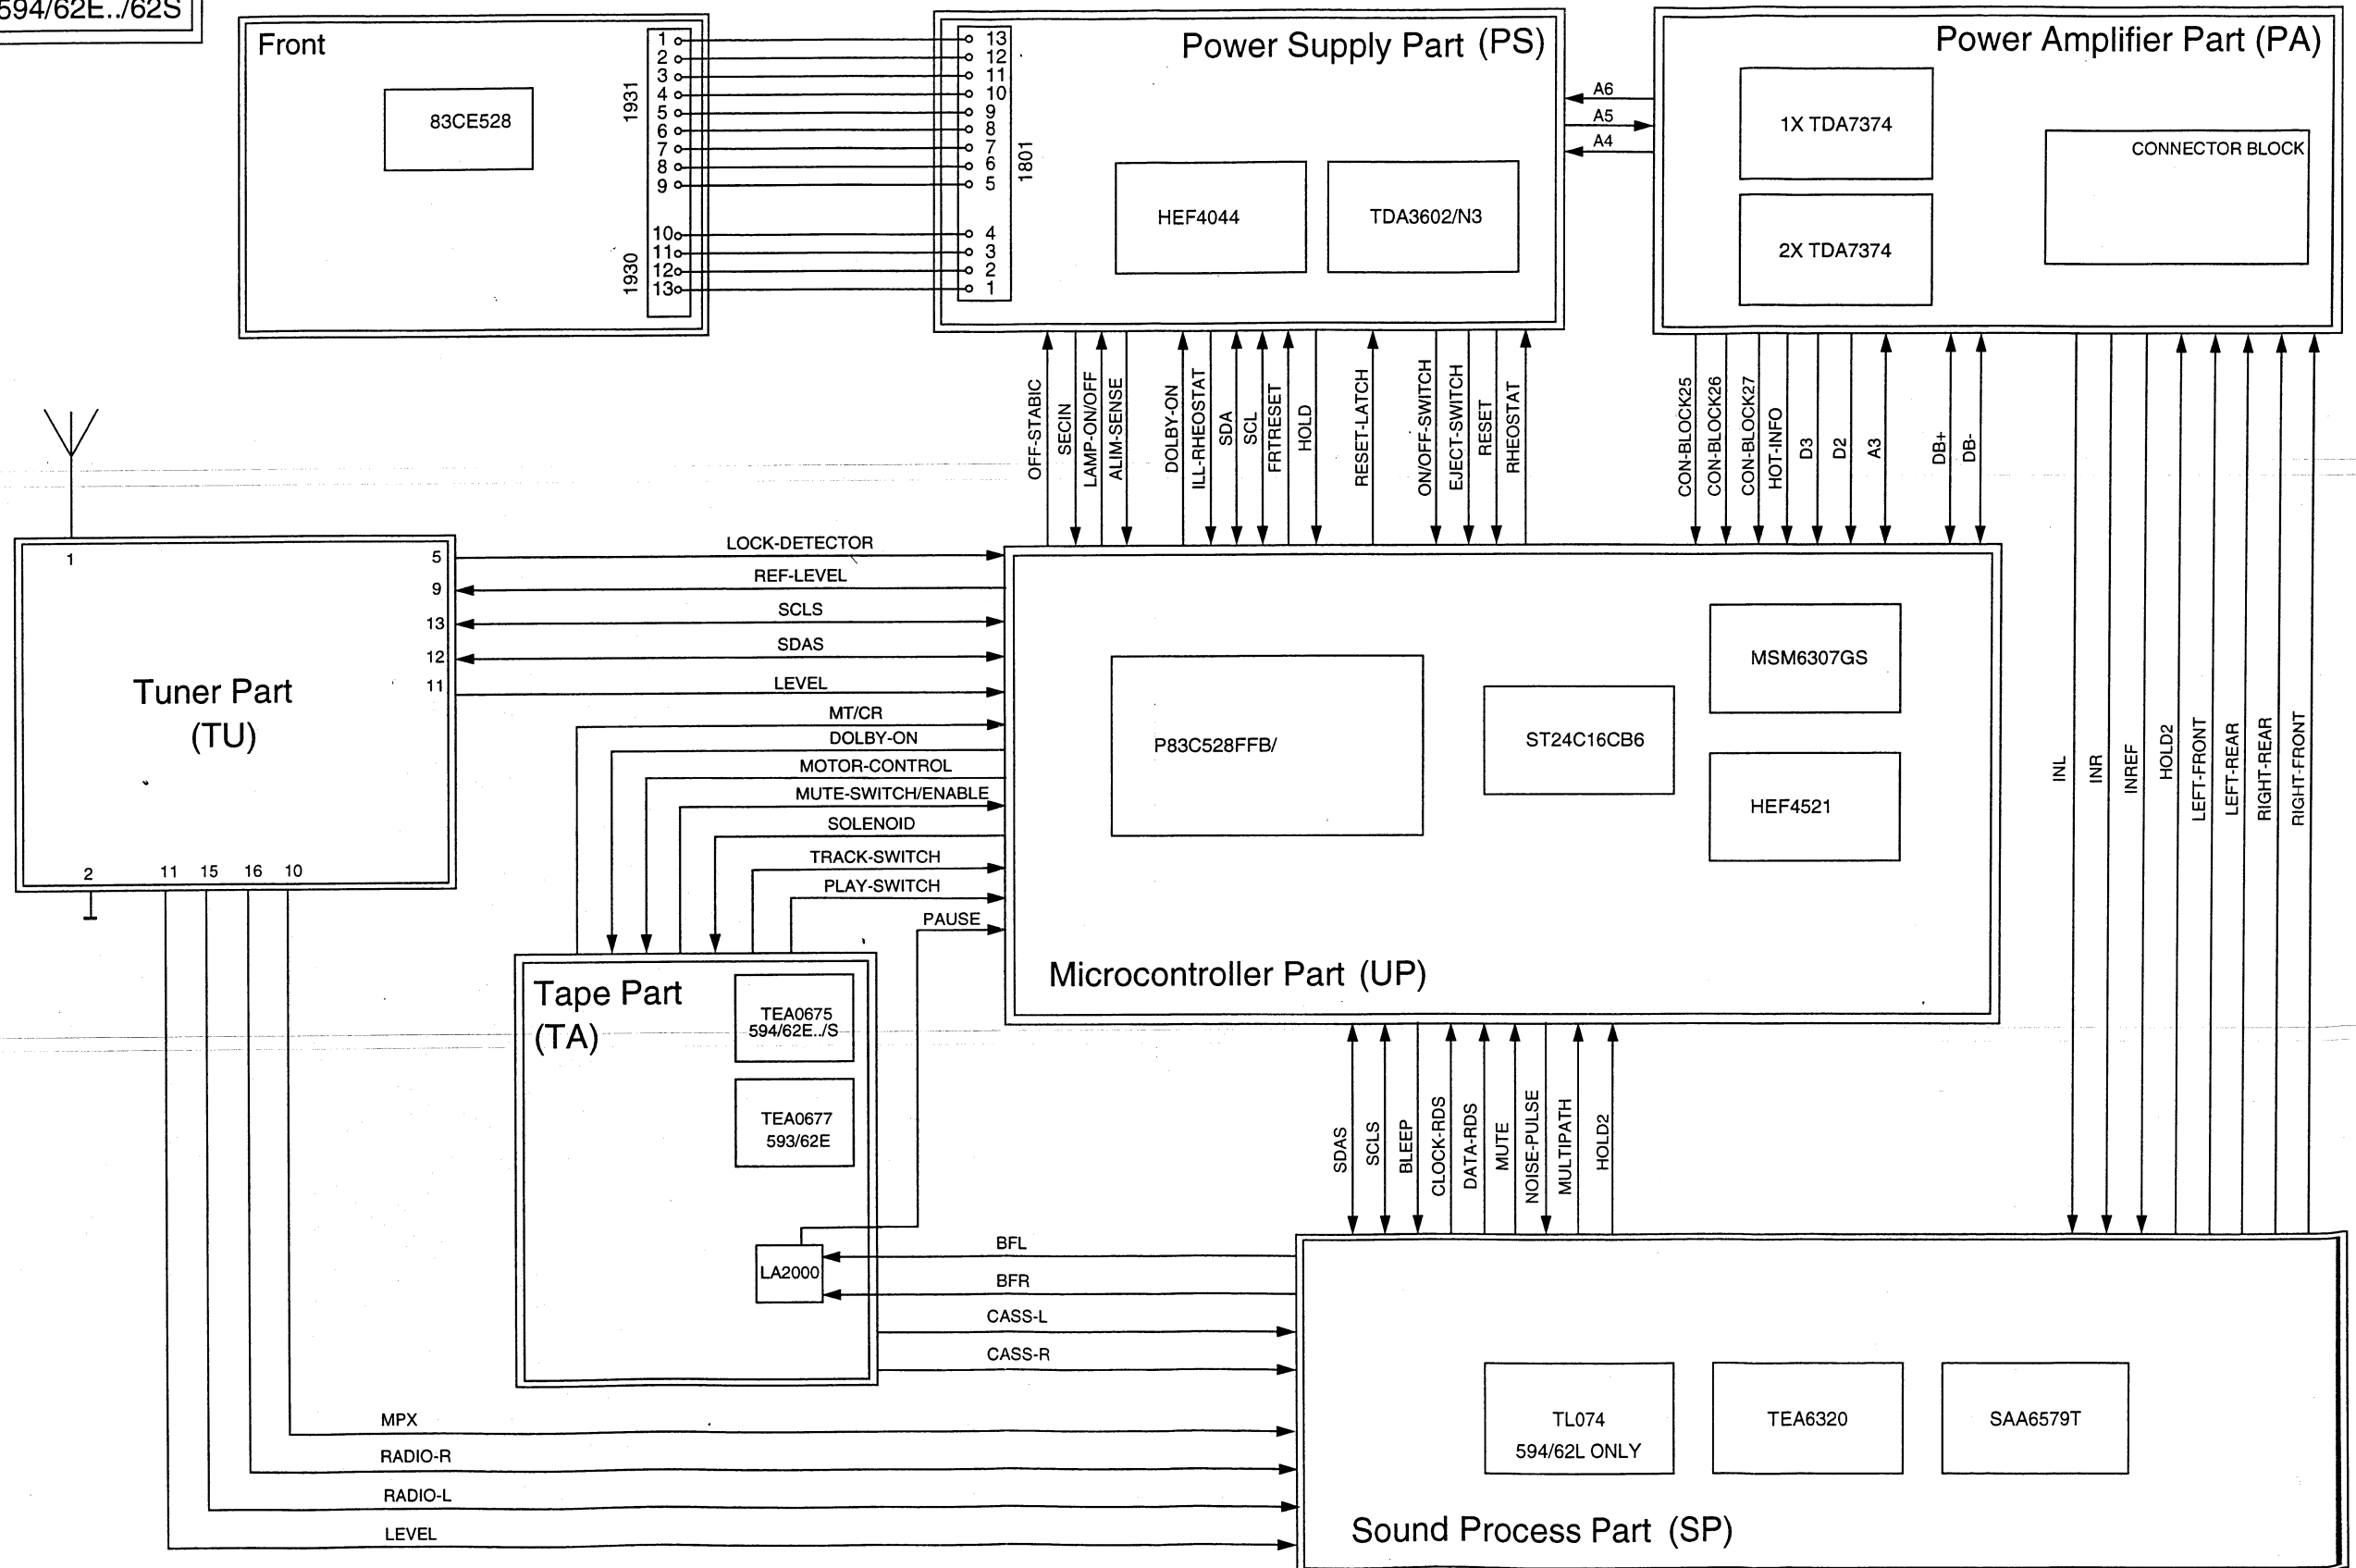 594/62E../62S
Front
83CE528
1931
1930
1
2
3
4
5
6
7
8
9
10
11
12
13
Power Supply Part (PS)
13
12
11
10
9
8
7
6
5
4
3
2
1
1801
HEF4044
TDA3602/N3
A6
A5
A4
Power Amplifier Part (PA)
1X TDA7374
2X TDA7374
CONNECTOR BLOCK
OFF-STABIC
SECIN
LAMP-ON/OFF
ALIM-SENSE
DOLBY-ON
ILL-RHEOSTAT
SDA
SCL
FRTRESET
HOLD
RESET-LATCH
ON/OFF-SWITCH
EJECT-SWITCH
RESET
RHEOSTAT
CON-BLOCK25
CON-BLOCK26
CON-BLOCK27
HOT-INFO
D3
D2
A3
DB+
DB-
INL
INR
INREF
HOLD2
LEFT-FRONT
LEFT-REAR
RIGHT-REAR
RIGHT-FRONT
1
5
9
13
12
11
Tuner Part
(TU)
2
11
15
16
10
LOCK-DETECTOR
REF-LEVEL
SCLS
SDAS
LEVEL
MT/CR
DOLBY-ON
MOTOR-CONTROL
MUTE-SWITCH/ENABLE
SOLENOID
TRACK-SWITCH
PLAY-SWITCH
PAUSE
P83C528FFB/
ST24C16CB6
MSM6307GS
HEF4521
Microcontroller Part (UP)
Tape Part
(TA)
TEA0675
594/62E../S
TEA0677
593/62E
LA2000
SDAS
SCLS
BLEEP
CLOCK-RDS
DATA-RDS
MUTE
NOISE-PULSE
MULTIPATH
HOLD2
BFL
BFR
CASS-L
CASS-R
MPX
RADIO-R
RADIO-L
LEVEL
TL074
594/62L ONLY
TEA6320
SAA6579T
Sound Process Part (SP)